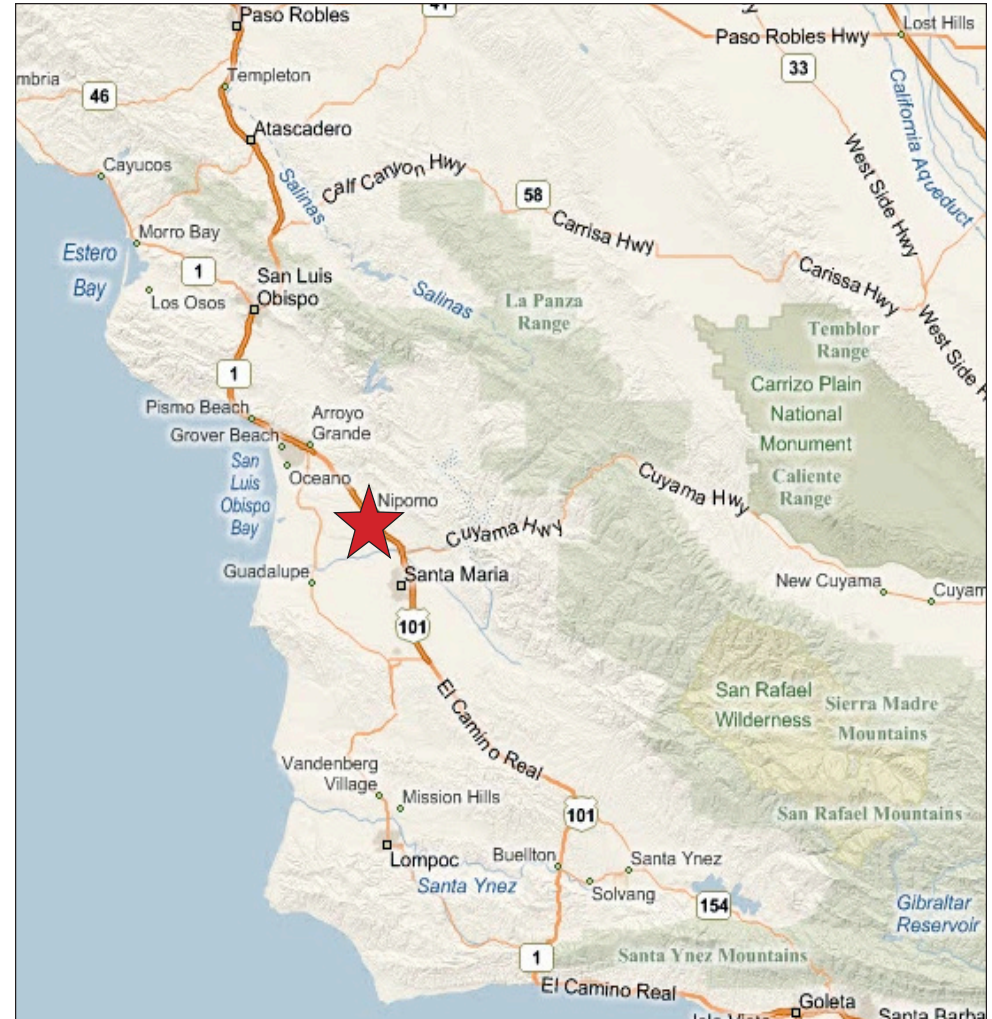 41
Paso Robles
Lost Hills
Paso Robles Hwy
33
mbria
46
Templeton
California Aqueduct
Atascadero
West Side Hwy
Cayucos
Salinas
Calf Canyon Hwy
58
Carrisa Hwy
Morro Bay
Estero
Bay
1
Los Osos
San Luis
Obispo
Salinas
La Panza
Range
Carissa Hwy
West Side H
Temblor
Range
1
Carrizo Plain
National
Monument
Pismo Beach
Arroyo
Grande
Grover Beach
San
Luis
Obispo
Bay
Oceano
Caliente
Range
Cuyama Hwy
Nipomo
Cuyama Hwy
Guadalupe
Santa Maria
New Cuyama
Cuyam
101
San Rafael
Wilderness
Sierra Madre
Mountains
El Camino Real
Vandenberg
Village
Mission Hills
101
San Rafael Mountains
Lompoc
Buellton
Santa Ynez
Santa Ynez
Solvang
154
Gibraltar
Reservoir
1
Santa Ynez Mountains
El Camino Real
Goleta
Santa Barba